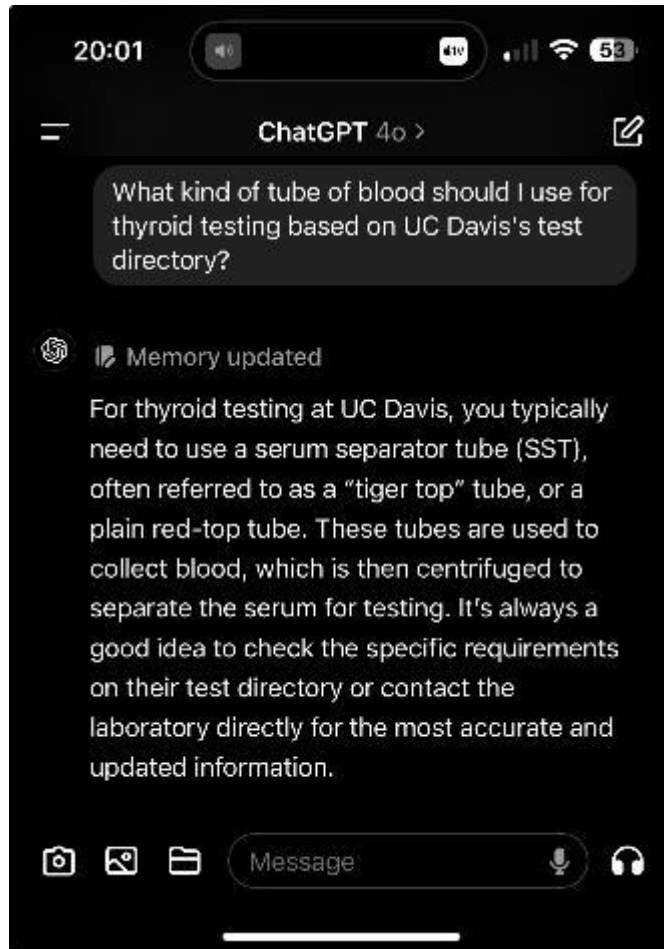 20:01
tv
53
ChatGPT 4o >
What kind of tube of blood should I use for
thyroid testing based on UC Davis's test
directory?
Memory updated
For thyroid testing at UC Davis, you typically
need to use a serum separator tube (SST),
often referred to as a “tiger top” tube, or a
plain red-top tube. These tubes are used to
collect blood, which is then centrifuged to
separate the serum for testing. It's always a
good idea to check the specific requirements
on their test directory or contact the
laboratory directly for the most accurate and
updated information.
Message